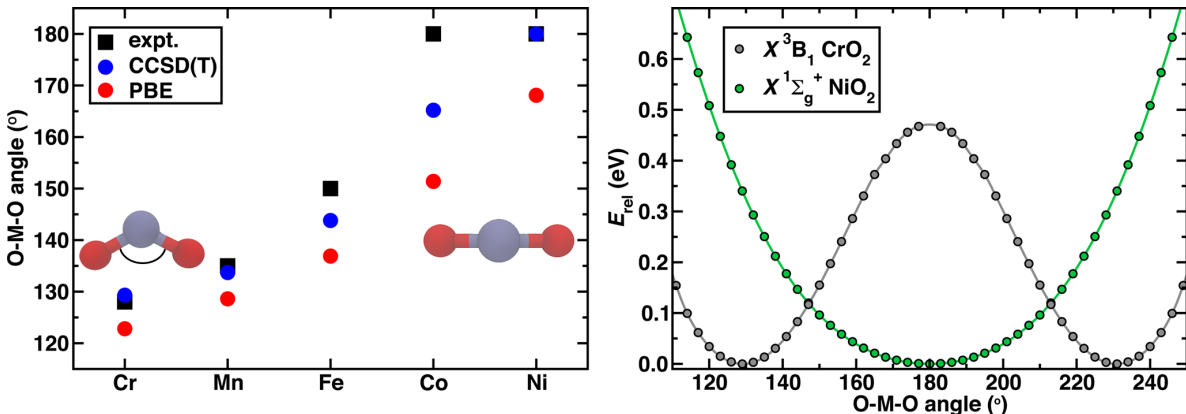 O-M-O angle (°)
180
170
160
150
140
130
120
expt.
CCSD(T)
PBE
Cr Mn Fe Co Ni
E_rel (eV)
0.6
0.5
0.4
0.3
0.2
0.1
0.0
X ³B₁ CrO₂
X ¹Σg⁺ NiO₂
120 140 160 180 200 220 240
O-M-O angle (°)